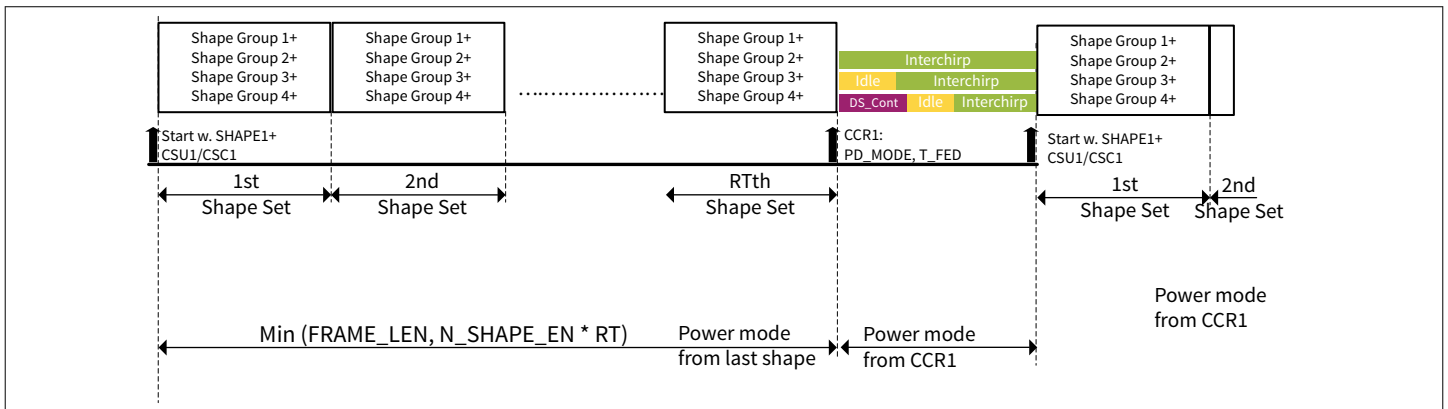 Shape Group 1+
Shape Group 2+
Shape Group 3+
Shape Group 4+
Shape Group 1+
Shape Group 2+
Shape Group 3+
Shape Group 4+
........................
Shape Group 1+
Shape Group 2+
Shape Group 3+
Shape Group 4+
Interchirp
Idle Interchirp
DS_Cont Idle Interchirp
Shape Group 1+
Shape Group 2+
Shape Group 3+
Shape Group 4+
Start w. SHAPE1+
CSU1/CSC1
CCR1:
PD_MODE, T_FED
Start w. SHAPE1+
CSU1/CSC1
1st
Shape Set
2nd
Shape Set
RTth
Shape Set
1st
Shape Set
2nd
Shape Set
Min (FRAME_LEN, N_SHAPE_EN * RT)
Power mode
from last shape
Power mode
from CCR1
Power mode
from CCR1